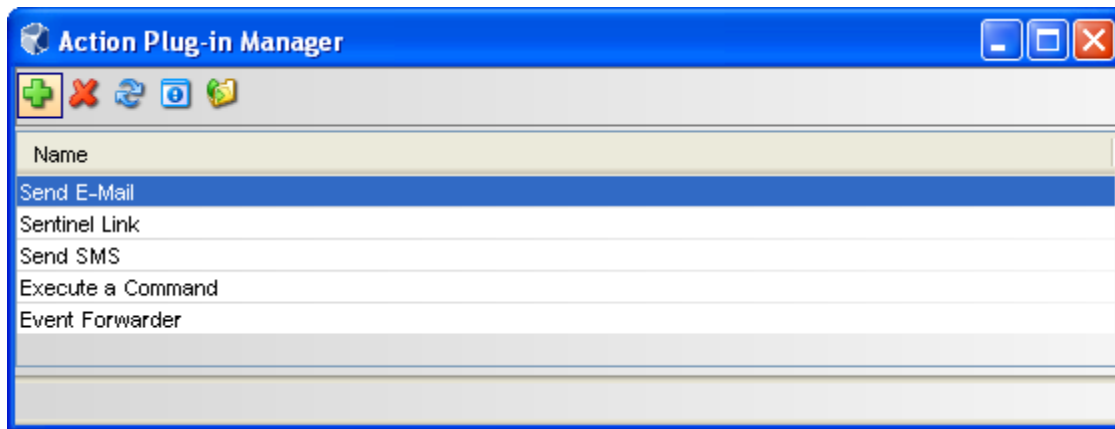 Action Plug-in Manager
Name
Send E-Mail
Sentinel Link
Send SMS
Execute a Command
Event Forwarder